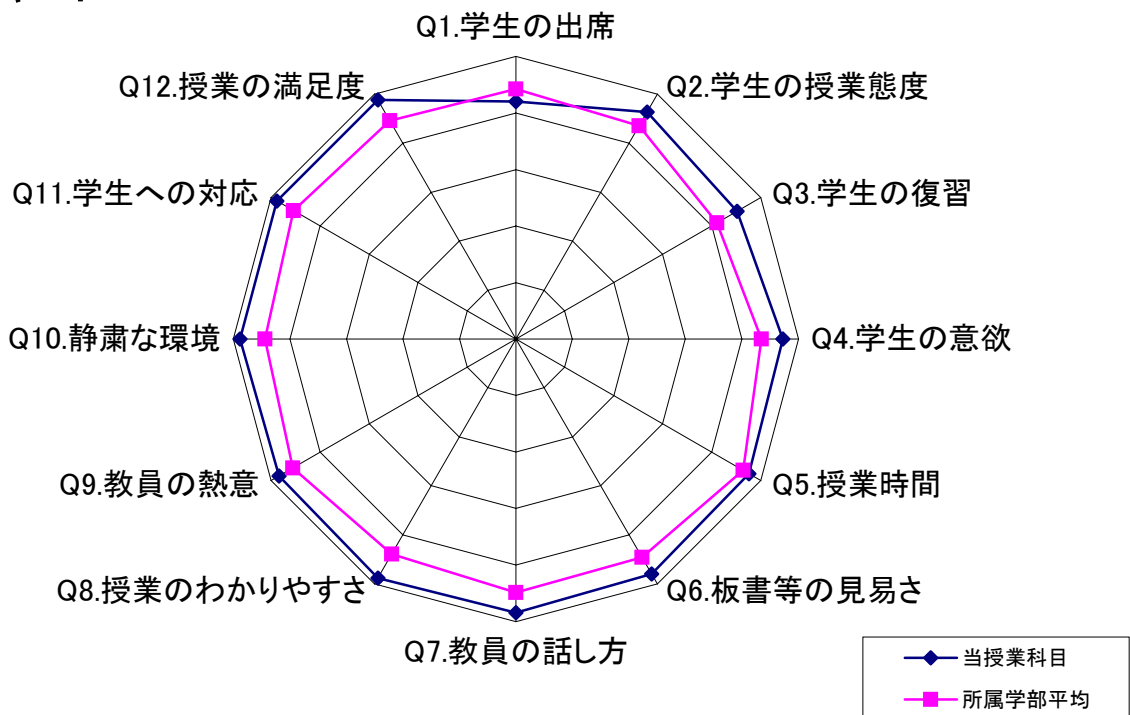 Q1.学生の出席
Q2.学生の授業態度
Q3.学生の復習
Q4.学生の意欲
Q5.授業時間
Q6.板書等の見易さ
Q7.教員の話し方
Q8.授業のわかりやすさ
Q9.教員の熱意
Q10.静粛な環境
Q11.学生への対応
Q12.授業の満足度
当授業科目
所属学部平均